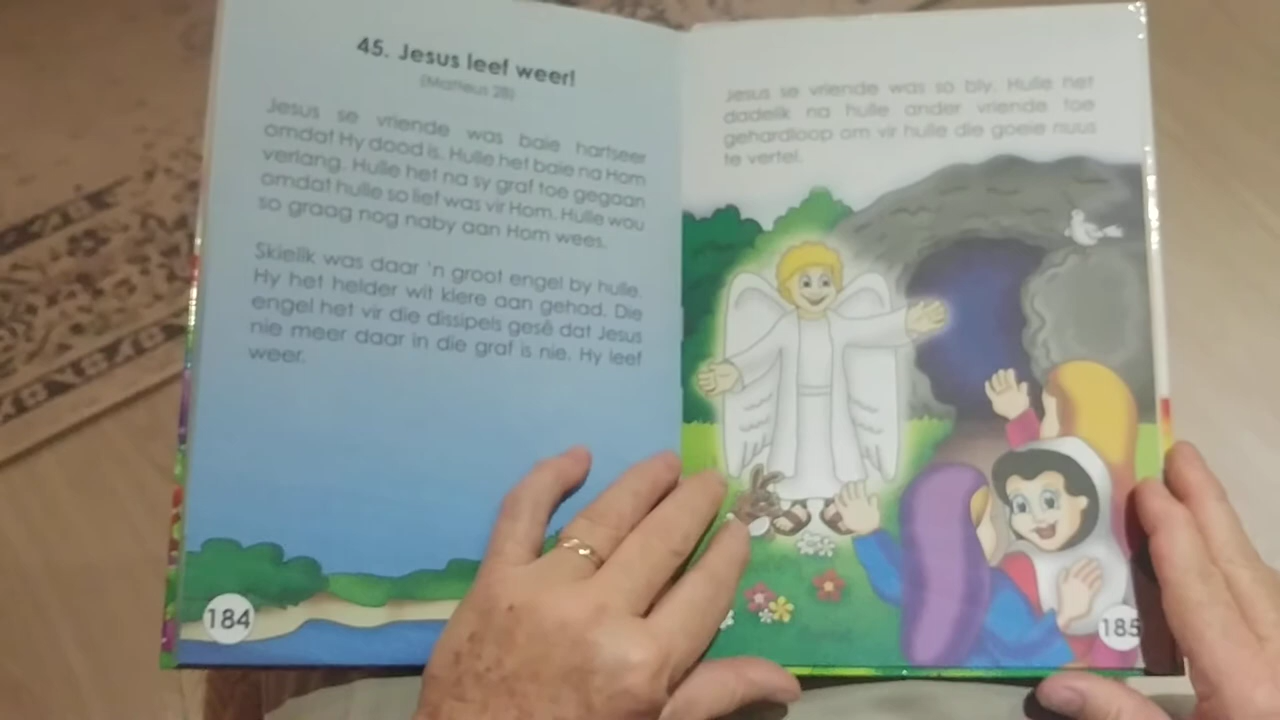 45. Jesus leef weer!
(Matteus 28)
Jesus se vriende was baie hartseer
omdat Hy dood is. Hulle het baie na Hom
verlang. Hulle het na sy graf toe gegaan
omdat hulle so lief was vir Hom. Hulle wou
so graag nog naby aan Hom wees.
Skielik was daar 'n groot engel by hulle.
Hy het helder wit klere aan gehad. Die
engel het vir die dissipels gesê dat Jesus
nie meer daar in die graf is nie. Hy leef
weer.
184
Jesus se vriende was so bly. Hulle het
dadelik na hulle ander vriende toe
gehardloop om vir hulle die goeie nuus
te vertel.
185